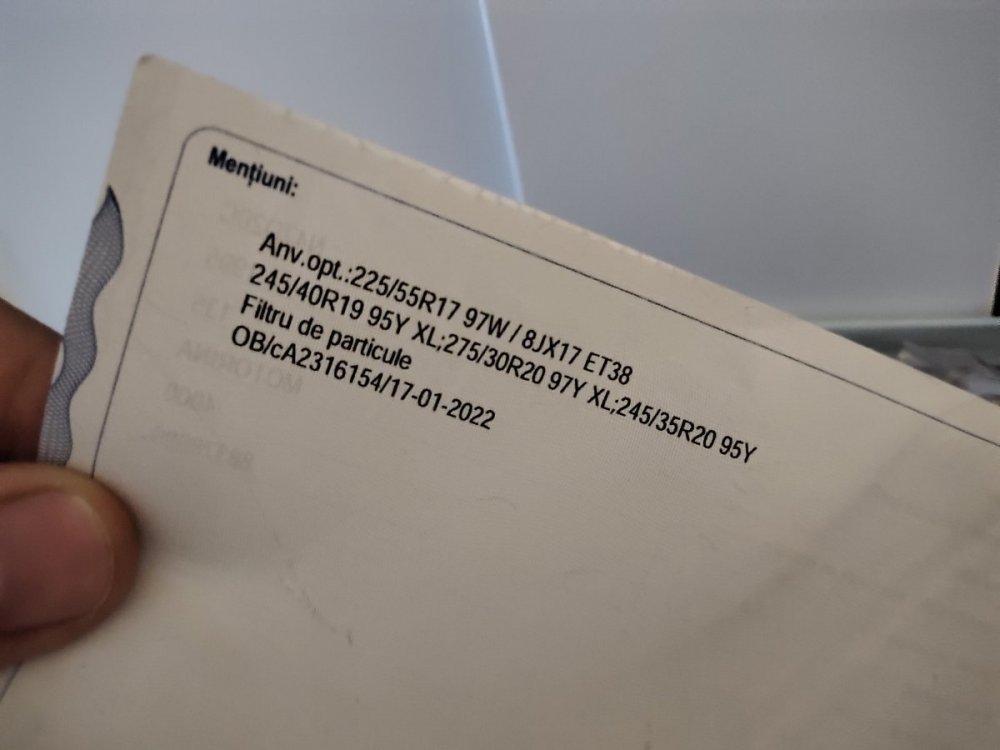 Mențiuni:
Anv.opt.:225/55R17 97W / 8JX17 ET38
245/40R19 95Y XL;275/30R20 97Y XL;245/35R20 95Y
Filtru de particule
OB/cA2316154/17-01-2022